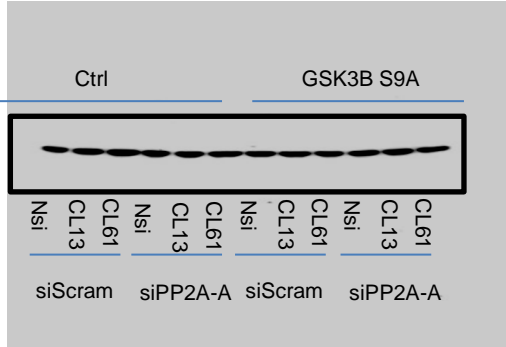 Ctrl GSK3B S9A
Nsi CL13 CL61 Nsi CL13 CL61 Nsi CL13 CL61 Nsi CL13 CL61
siScram siPP2A-A siScram siPP2A-A